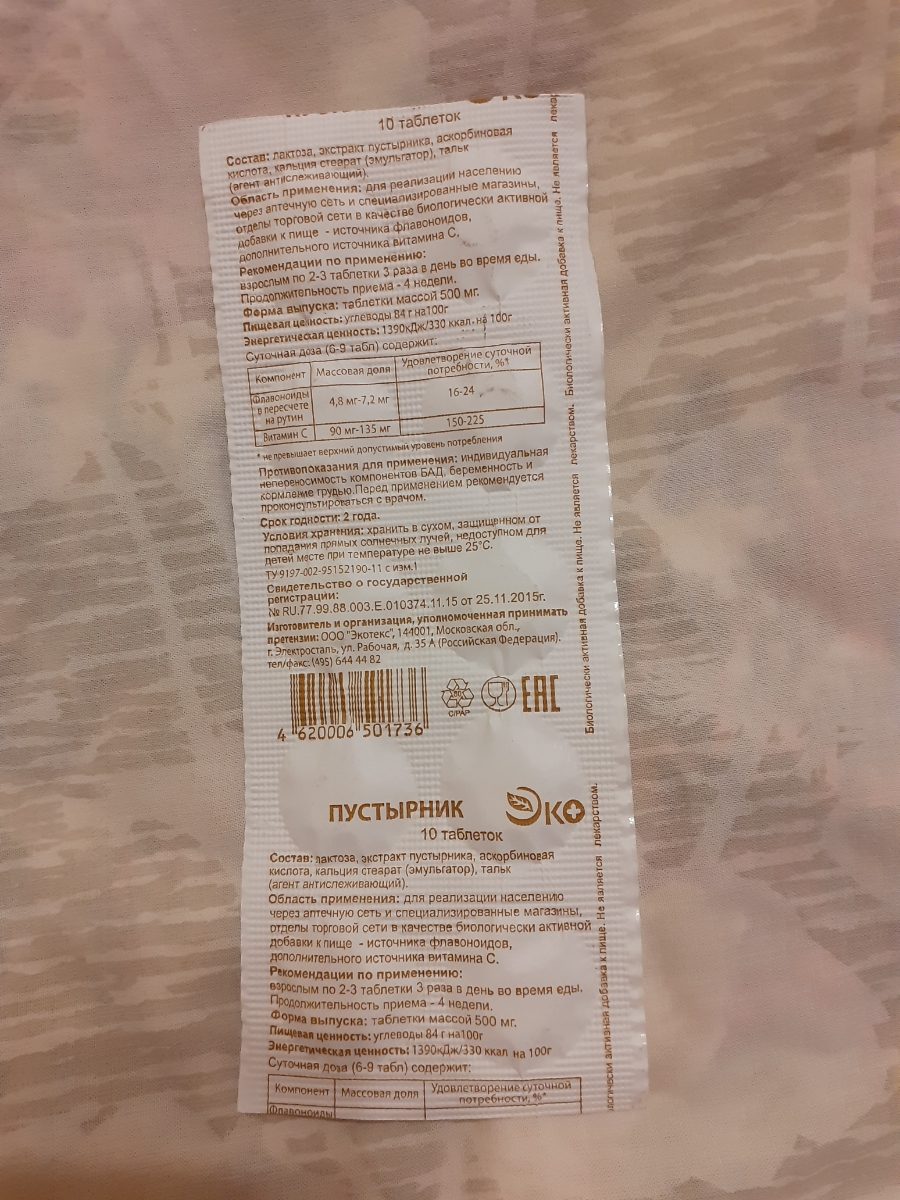 10 таблеток
Состав: лактоза, экстракт пустырника, аскорбиновая
кислота, кальция стеарат (эмульгатор), тальк
(агент антислеживающий).
Область применения: для реализации населению
через аптечную сеть и специализированные магазины,
отделы торговой сети в качестве биологически активной
добавки к пище - источника флавоноидов,
дополнительного источника витамина С.
Рекомендации по применению:
взрослым по 2-3 таблетки 3 раза в день во время еды.
Продолжительность приема - 4 недели.
Форма выпуска: таблетки массой 500 мг.
Пищевая ценность: углеводы 84 г на100г
Энергетическая ценность: 1390кДж/330 ккал. на 100г
Суточная доза (6-9 табл) содержит:
Компонент Массовая доля Удовлетворение суточной
потребности, %*
Флавоноиды
в пересчете
на рутин 4,8 мг-7,2 мг 16-24
Витамин С 90 мг-135 мг 150-225
* не превышает верхний допустимый уровень потребления
Противопоказания для применения: индивидуальная
непереносимость компонентов БАД, беременность и
кормление грудью.Перед применением рекомендуется
проконсультироваться с врачом.
Срок годности: 2 года.
Условия хранения: хранить в сухом, защищенном от
попадания прямых солнечных лучей, недоступном для
детей месте при температуре не выше 25°С.
ТУ 9197-002-95152190-11 с изм.1
Свидетельство о государственной
регистрации:
№ RU.77.99.88.003.Е.010374.11.15 от 25.11.2015г.
Изготовитель и организация, уполномоченная принимать
претензии: ООО "Экотекс", 144001, Московская обл.,
г. Электросталь, ул. Рабочая, д. 35 А (Российская Федерация).
тел/факс: (495) 644 44 82
4 620006 501736
C/PAP
EAC
ПУСТЫРНИК
Эко
10 таблеток
Состав: лактоза, экстракт пустырника, аскорбиновая
кислота, кальция стеарат (эмульгатор), тальк
(агент антислеживающий).
Область применения: для реализации населению
через аптечную сеть и специализированные магазины,
отделы торговой сети в качестве биологически активной
добавки к пище - источника флавоноидов,
дополнительного источника витамина С.
Рекомендации по применению:
взрослым по 2-3 таблетки 3 раза в день во время еды.
Продолжительность приема - 4 недели.
Форма выпуска: таблетки массой 500 мг.
Пищевая ценность: углеводы 84 г на100г
Энергетическая ценность: 1390кДж/330 ккал на 100г
Суточная доза (6-9 табл) содержит:
Компонент Массовая доля Удовлетворение суточной
потребности, %*
Флавоноиды
Биологически активная добавка к пище. Не является лекарством. Биологически активная добавка к пище. Не является
Биологически активная добавка к пище. Не является лекарством.